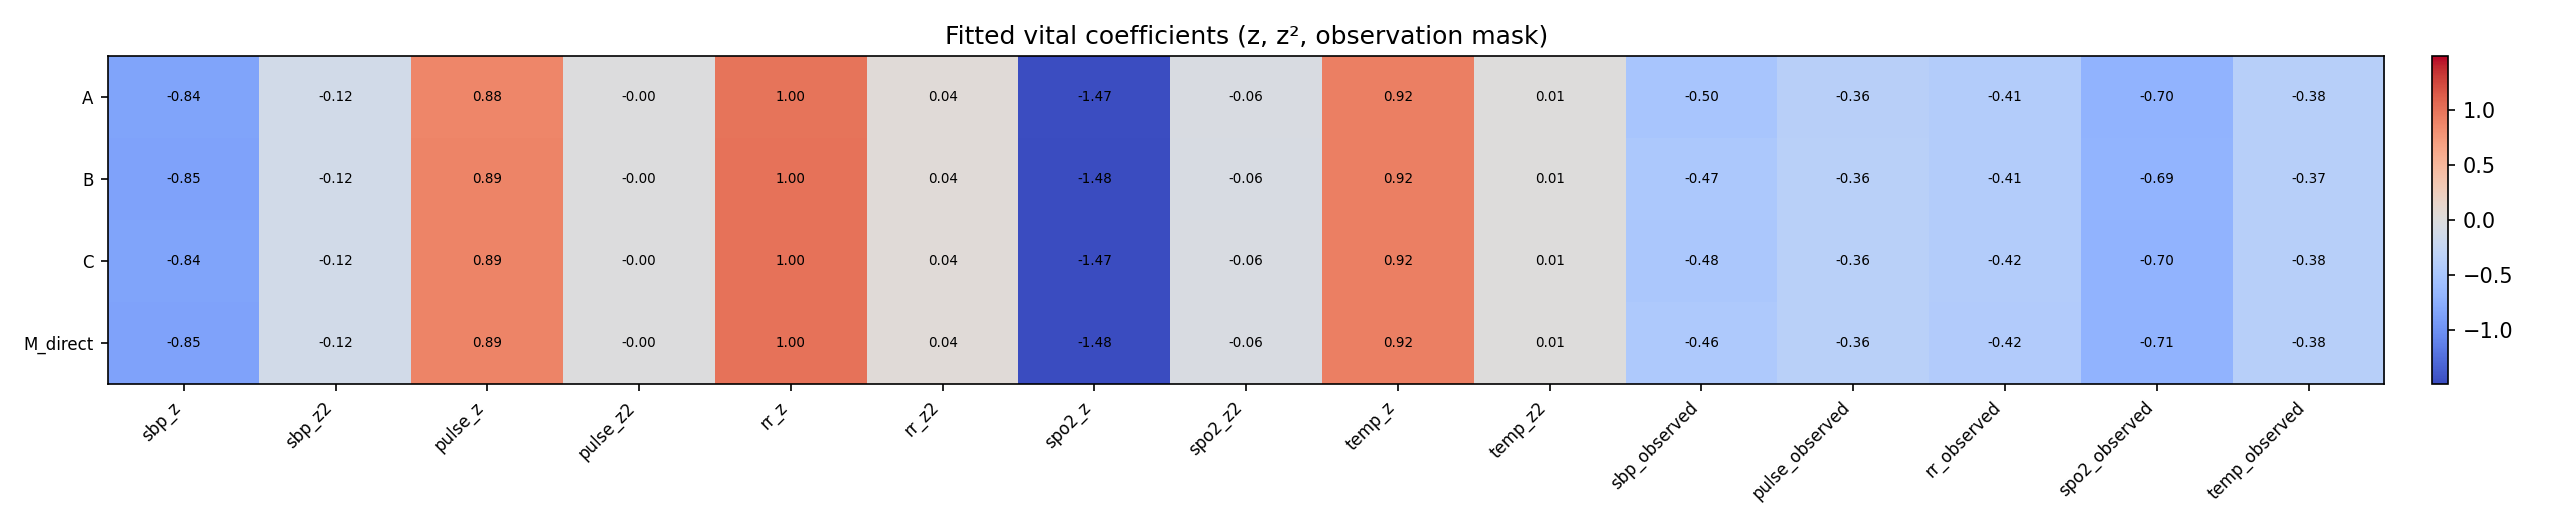 Fitted vital coefficients (z, z², observation mask)
A -0.84 -0.12 0.88 -0.00 1.00 0.04 -1.47 -0.06 0.92 0.01 -0.50 -0.36 -0.41 -0.70 -0.38
B -0.85 -0.12 0.89 -0.00 1.00 0.04 -1.48 -0.06 0.92 0.01 -0.47 -0.36 -0.41 -0.69 -0.37
C -0.84 -0.12 0.89 -0.00 1.00 0.04 -1.47 -0.06 0.92 0.01 -0.48 -0.36 -0.42 -0.70 -0.38
M_direct -0.85 -0.12 0.89 -0.00 1.00 0.04 -1.48 -0.06 0.92 0.01 -0.46 -0.36 -0.42 -0.71 -0.38
sbp_z sbp_z2 pulse_z pulse_z2 rr_z rr_z2 spo2_z spo2_z2 temp_z temp_z2 sbp_observed pulse_observed rr_observed spo2_observed temp_observed
1.0
0.5
0.0
−0.5
−1.0